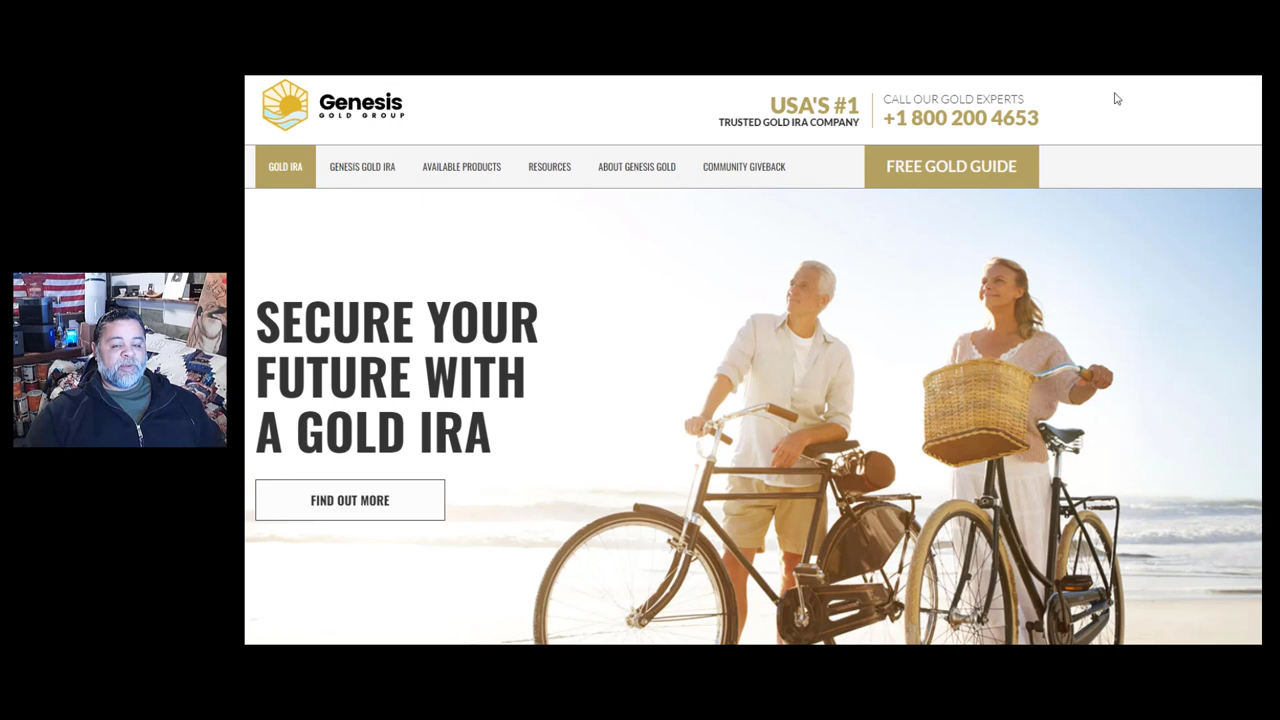 Genesis
GOLD GROUP
USA'S #1
TRUSTED GOLD IRA COMPANY
CALL OUR GOLD EXPERTS
+1 800 200 4653
GOLD IRA
GENESIS GOLD IRA
AVAILABLE PRODUCTS
RESOURCES
ABOUT GENESIS GOLD
COMMUNITY GIVEBACK
FREE GOLD GUIDE
SECURE YOUR
FUTURE WITH
A GOLD IRA
FIND OUT MORE